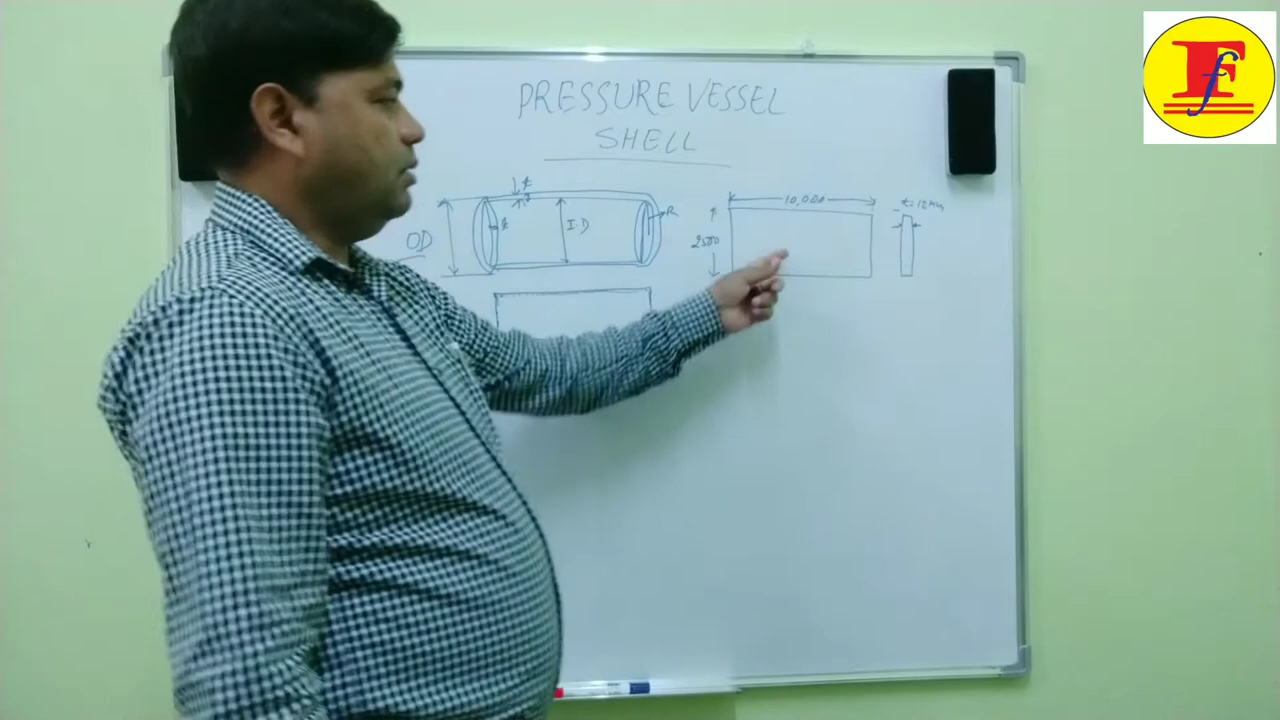 PRESSURE VESSEL
SHELL
t
OD
t
I.D
R
10,000
2500
t=12mm
F
f